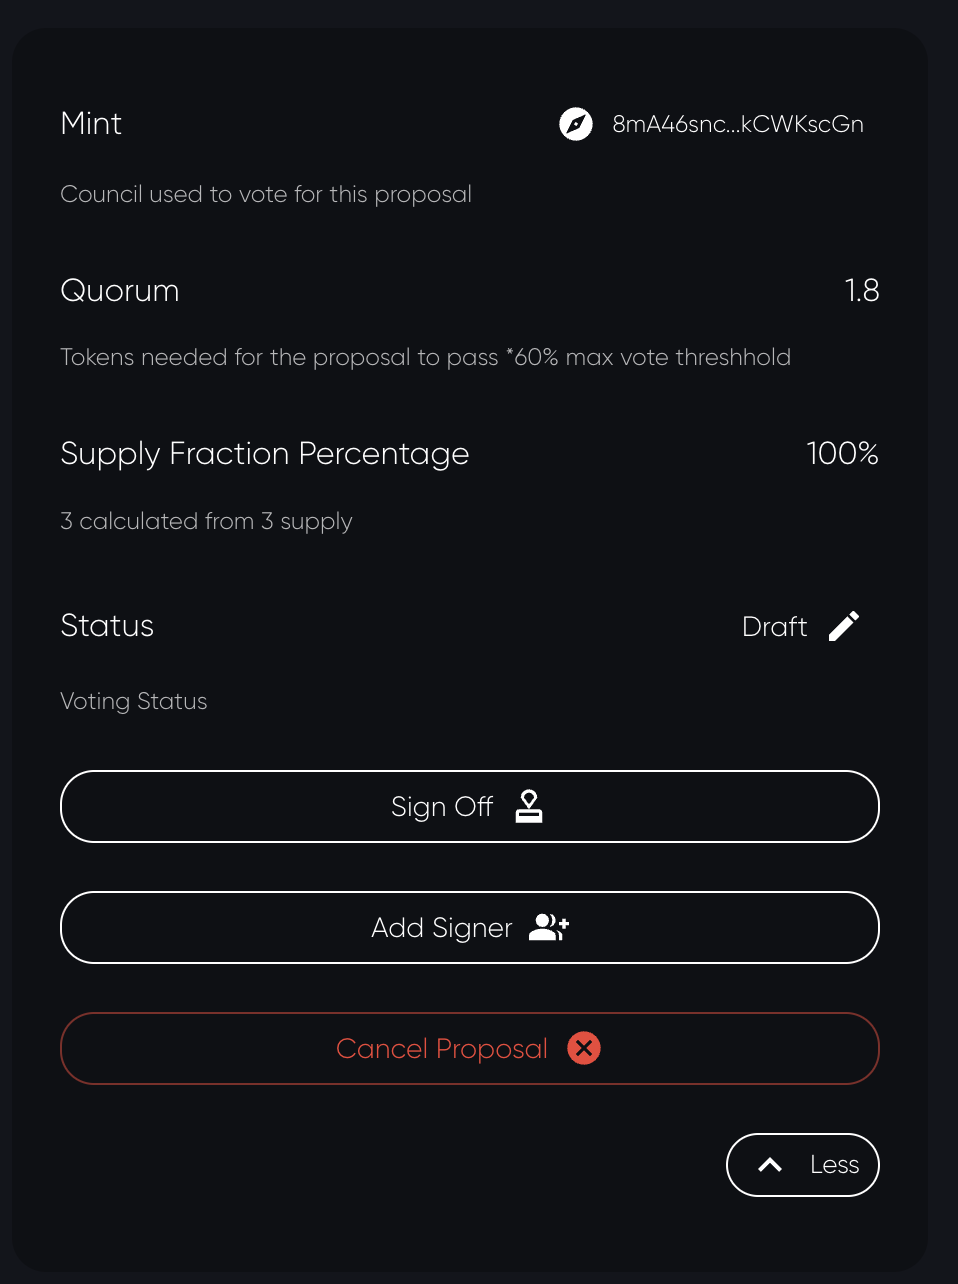 Mint 8mA46snc...kCWKscGn
Council used to vote for this proposal
Quorum 1.8
Tokens needed for the proposal to pass *60% max vote threshhold
Supply Fraction Percentage 100%
3 calculated from 3 supply
Status Draft
Voting Status
Sign Off
Add Signer
Cancel Proposal
Less